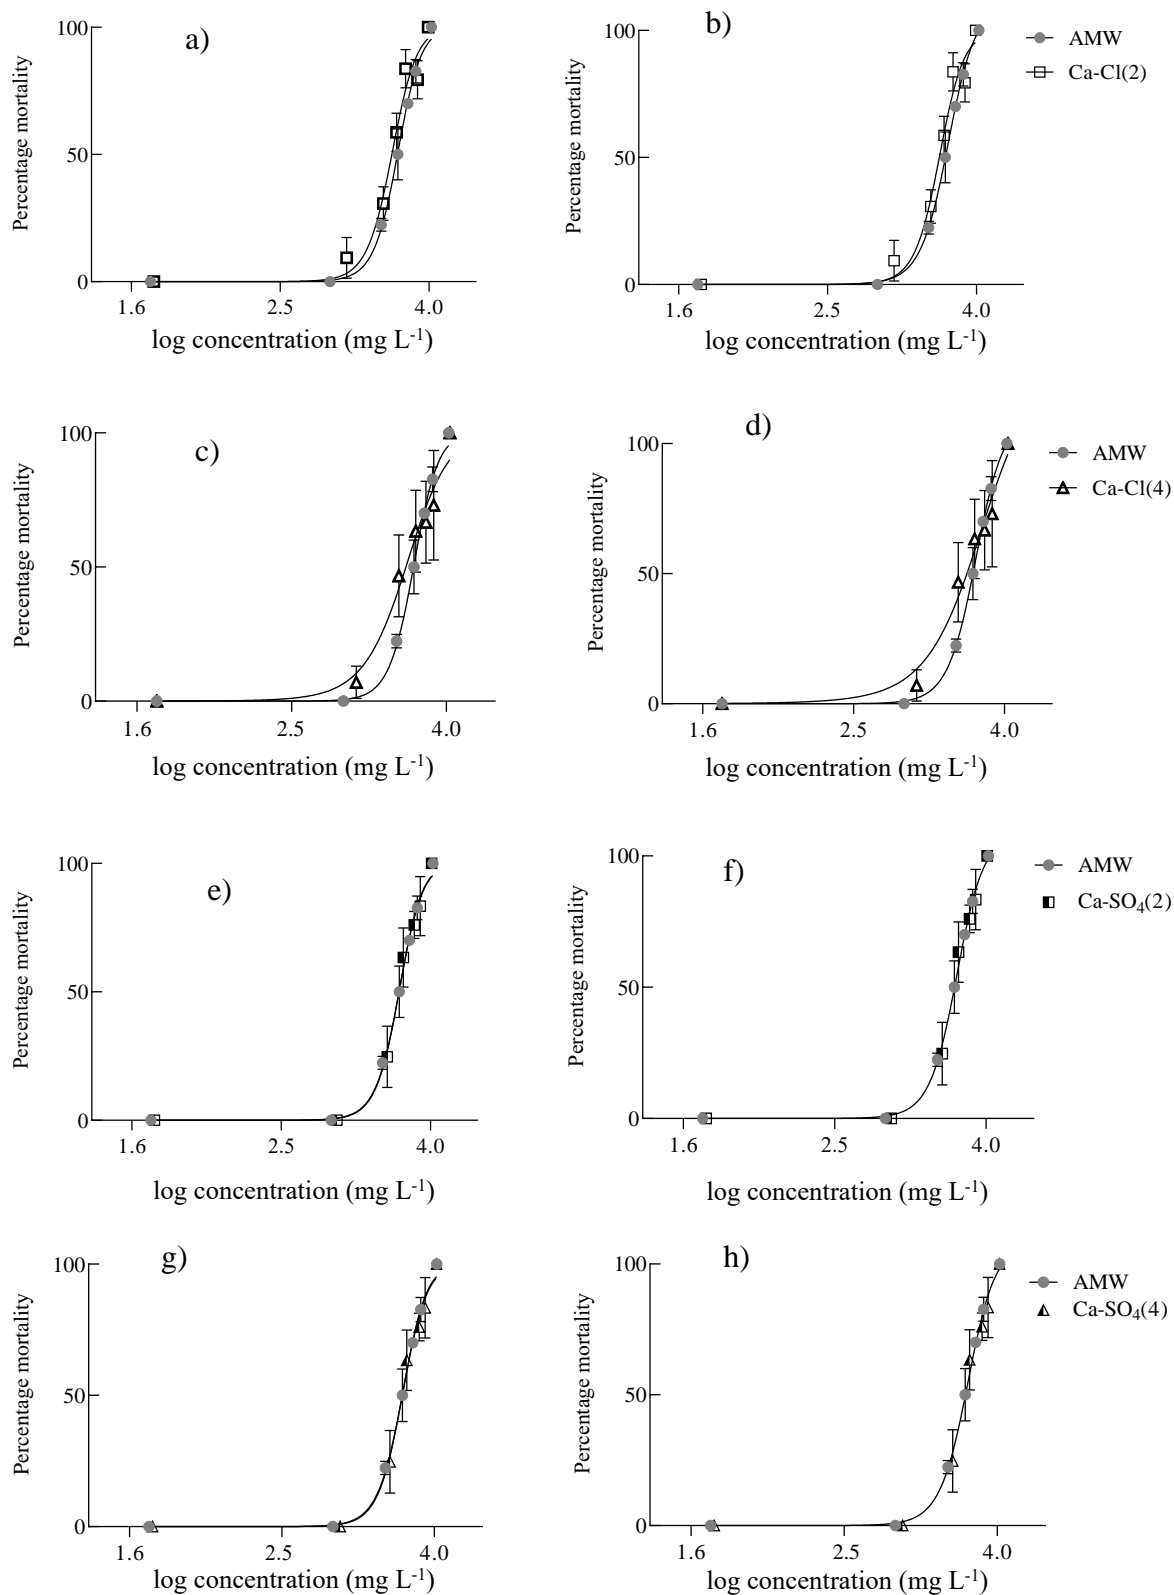 a)
Percentage mortality
100
50
0
1.6 2.5 4.0
log concentration (mg L⁻¹)
b)
Percentage mortality
100
50
0
1.6 2.5 4.0
log concentration (mg L⁻¹)
AMW
Ca-Cl(2)
c)
Percentage mortality
100
50
0
1.6 2.5 4.0
log concentration (mg L⁻¹)
d)
Percentage mortality
100
50
0
1.6 2.5 4.0
log concentration (mg L⁻¹)
AMW
Ca-Cl(4)
e)
Percentage mortality
100
50
0
1.6 2.5 4.0
log concentration (mg L⁻¹)
f)
Percentage mortality
100
50
0
1.6 2.5 4.0
log concentration (mg L⁻¹)
AMW
Ca-SO₄(2)
g)
Percentage mortality
100
50
0
1.6 2.5 4.0
log concentration (mg L⁻¹)
h)
Percentage mortality
100
50
0
1.6 2.5 4.0
log concentration (mg L⁻¹)
AMW
Ca-SO₄(4)